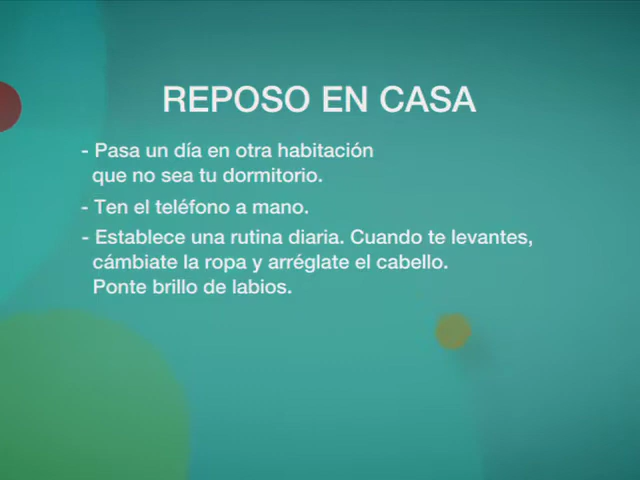 REPOSO EN CASA
- Pasa un día en otra habitación
que no sea tu dormitorio.
- Ten el teléfono a mano.
- Establece una rutina diaria. Cuando te levantes,
cámbiate la ropa y arréglate el cabello.
Ponte brillo de labios.